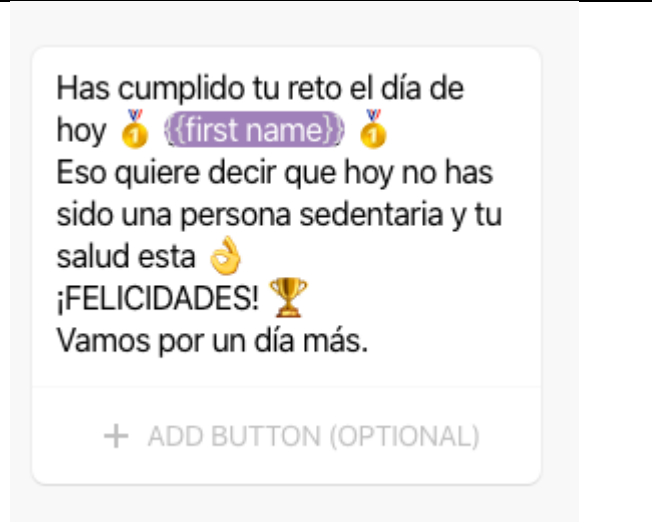 Has cumplido tu reto el día de
hoy 🥇 {{first name}} 🥇
Eso quiere decir que hoy no has
sido una persona sedentaria y tu
salud esta 👌
¡FELICIDADES! 🏆
Vamos por un día más.
+ ADD BUTTON (OPTIONAL)